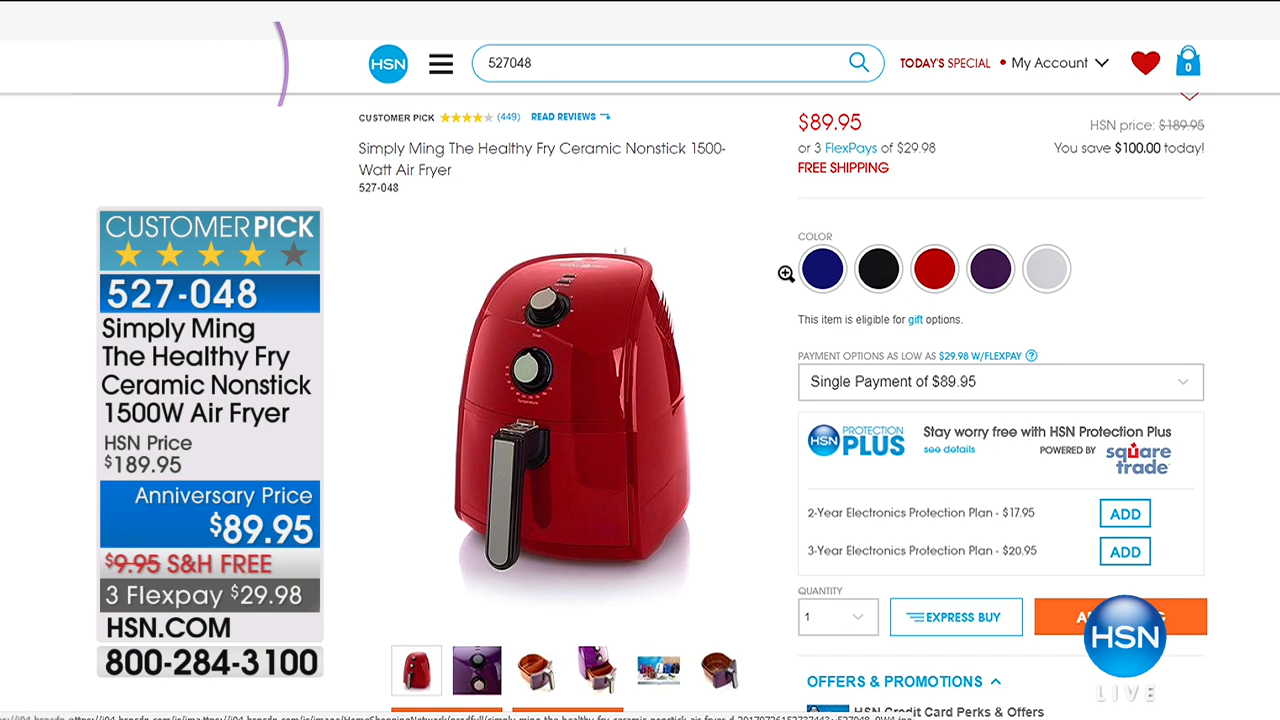 HSN
527048
TODAY'S SPECIAL • My Account
0
CUSTOMER PICK (449) READ REVIEWS
Simply Ming The Healthy Fry Ceramic Nonstick 1500-
Watt Air Fryer
527-048
$89.95
HSN price: $189.95
or 3 FlexPays of $29.98
You save $100.00 today!
FREE SHIPPING
COLOR
This item is eligible for gift options.
PAYMENT OPTIONS AS LOW AS $29.98 W/FLEXPAY ?
Single Payment of $89.95
HSN PROTECTION PLUS
Stay worry free with HSN Protection Plus
see details
POWERED BY square trade
2-Year Electronics Protection Plan - $17.95
ADD
3-Year Electronics Protection Plan - $20.95
ADD
QUANTITY
1
EXPRESS BUY
OFFERS & PROMOTIONS
HSN Credit Card Perks & Offers
CUSTOMER PICK
527-048
Simply Ming
The Healthy Fry
Ceramic Nonstick
1500W Air Fryer
HSN Price
$189.95
Anniversary Price
$89.95
$9.95 S&H FREE
3 Flexpay $29.98
HSN.COM
800-284-3100
HSN
LIVE